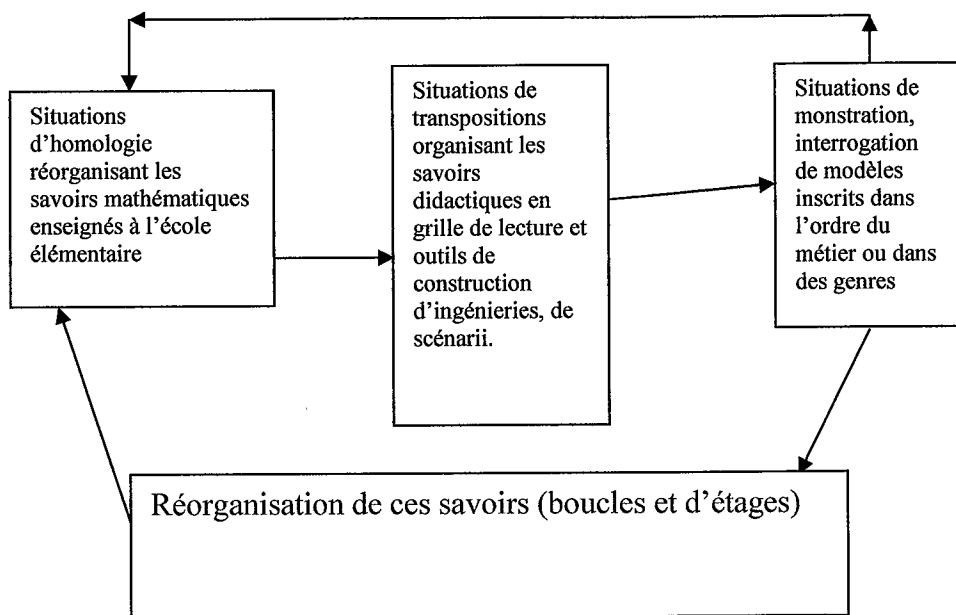 Situations
d’homologie
réorganisant les
savoirs mathématiques
enseignés à l’école
élémentaire
Situations de
transpositions
organisant les
savoirs
didactiques en
grille de lecture et
outils de
construction
d’ingénieries, de
scénarii.
Situations de
monstration,
interrogation
de modèles
inscrits dans
l’ordre du
métier ou dans
des genres
Réorganisation de ces savoirs (boucles et d’étages)